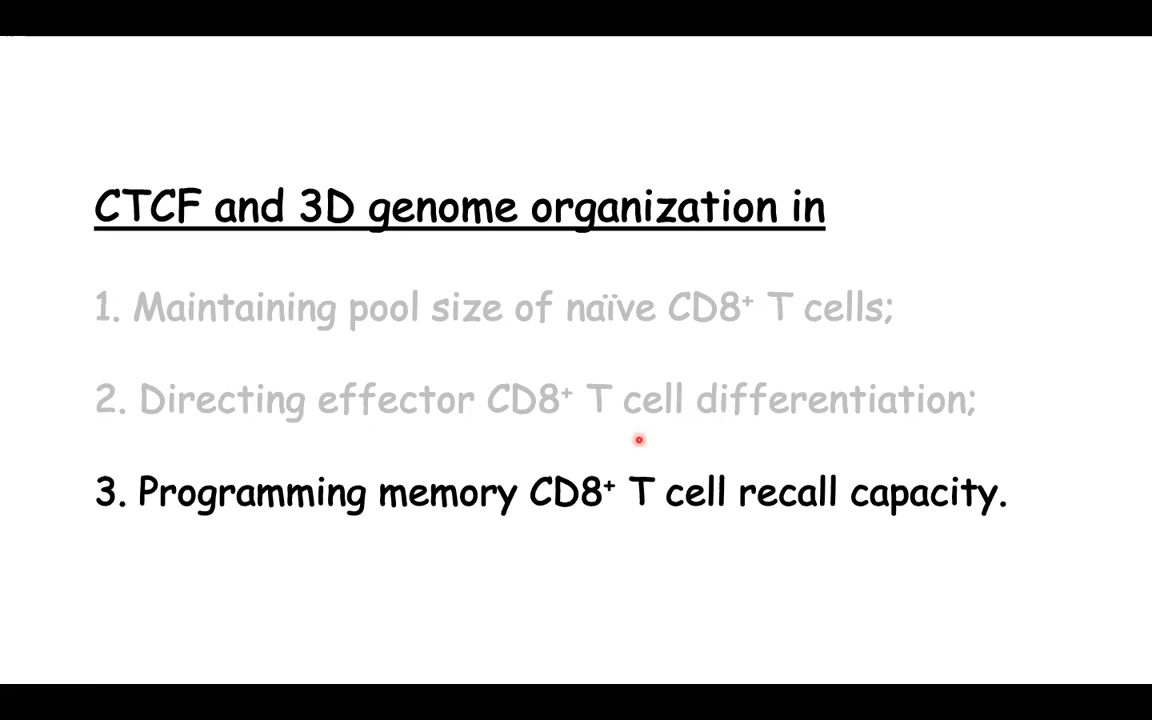 CTCF and 3D genome organization in
1. Maintaining pool size of naïve CD8⁺ T cells;
2. Directing effector CD8⁺ T cell differentiation;
3. Programming memory CD8⁺ T cell recall capacity.